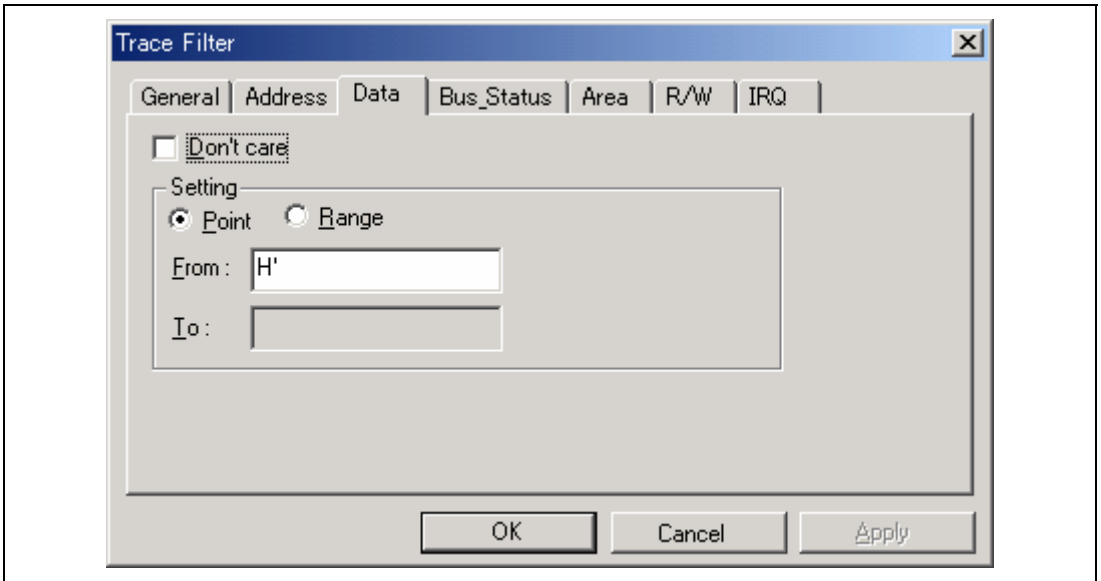 Trace Filter
General Address Data Bus_Status Area R/W IRQ
Don't care
Setting
Point Range
From : H'
To :
OK Cancel Apply